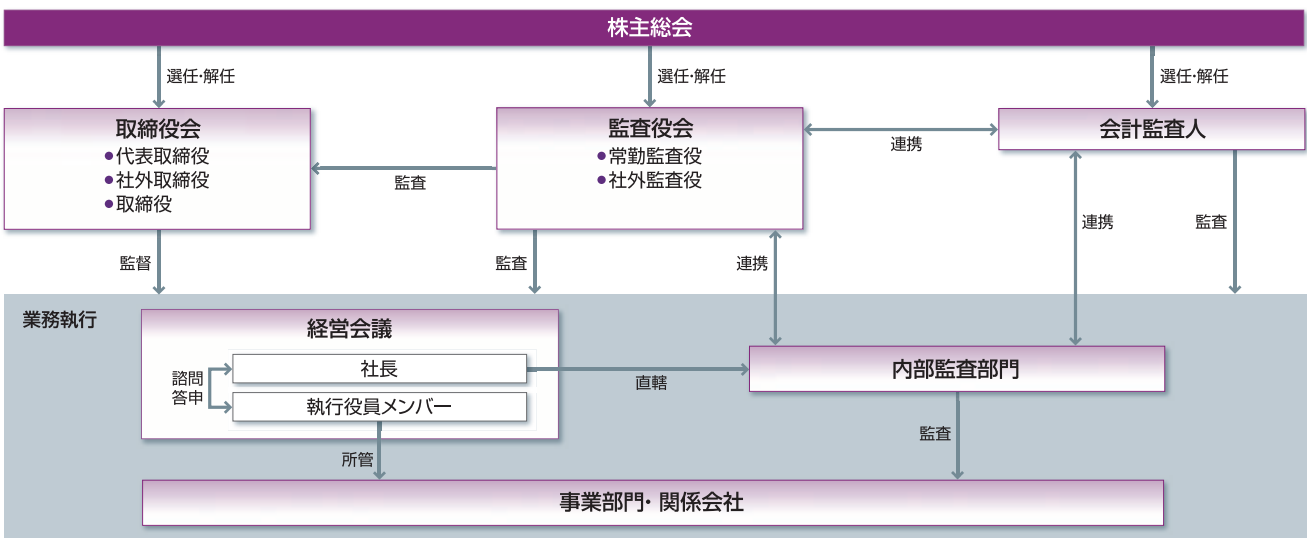 株主総会
選任・解任
選任・解任
選任・解任
取締役会
●代表取締役
●社外取締役
●取締役
監査
監査役会
●常勤監査役
●社外監査役
連携
会計監査人
監督
監査
連携
連携
監査
業務執行
経営会議
社長
諮問
答申
執行役員メンバー
直轄
内部監査部門
所管
監査
事業部門・関係会社